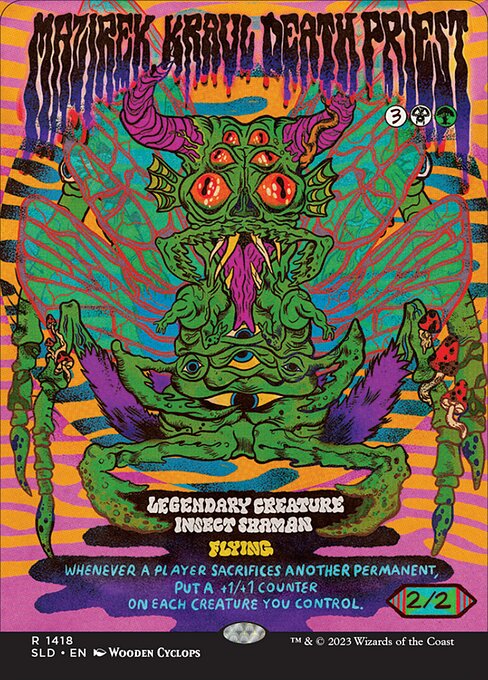 MAZIREK KRAUL DEATH PRIEST
3
LEGENDARY CREATURE
INSECT SHAMAN
FLYING
WHENEVER A PLAYER SACRIFICES ANOTHER PERMANENT,
PUT A +1/+1 COUNTER
ON EACH CREATURE YOU CONTROL.
2/2
R 1418
SLD • EN WOODEN CYCLOPS
™ & © 2023 Wizards of the Coast